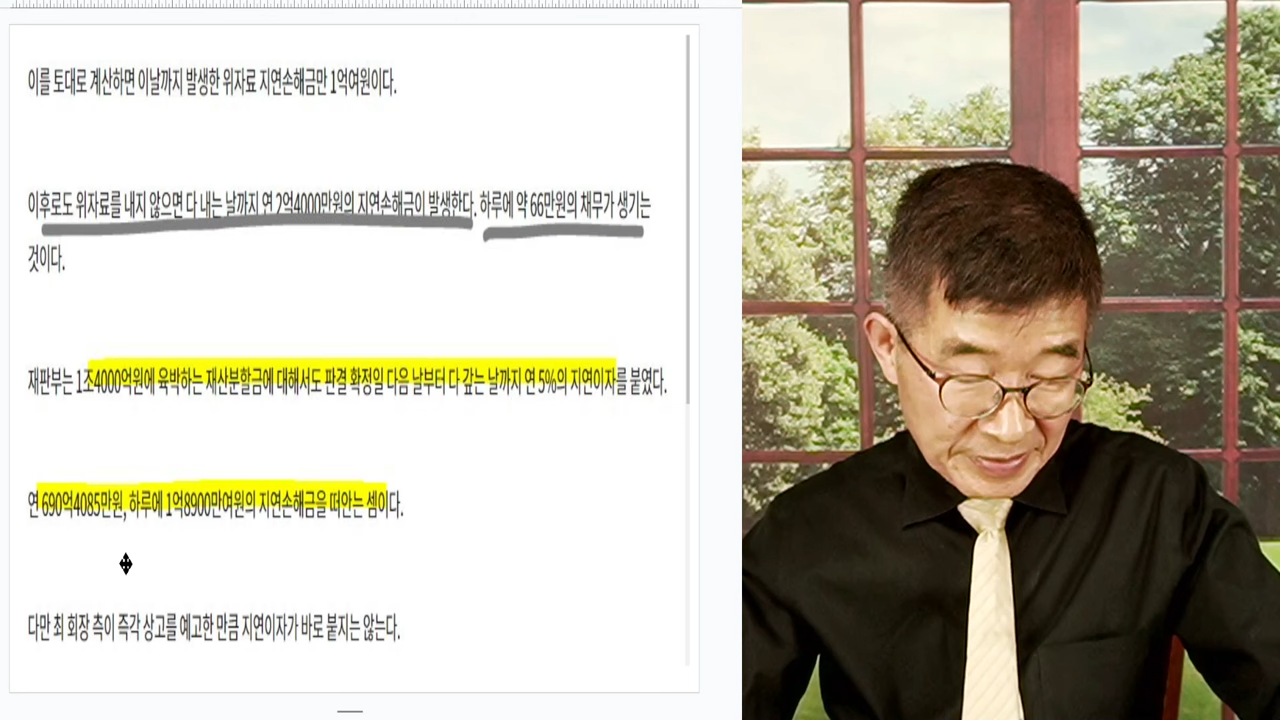 이를 토대로 계산하면 이날까지 발생한 위자료 지연손해금만 1억여원이다.
이후로도 위자료를 내지 않으면 다 내는 날까지 연 2억4000만원의 지연손해금이 발생한다. 하루에 약 66만원의 채무가 생기는
것이다.
재판부는 1조4000억원에 육박하는 재산분할금에 대해서도 판결 확정일 다음 날부터 다 갚는 날까지 연 5%의 지연이자를 붙였다.
연 690억4085만원, 하루에 1억8900만여원의 지연손해금을 떠안는 셈이다.
다만 최 회장 측이 즉각 상고를 예고한 만큼 지연이자가 바로 붙지는 않는다.